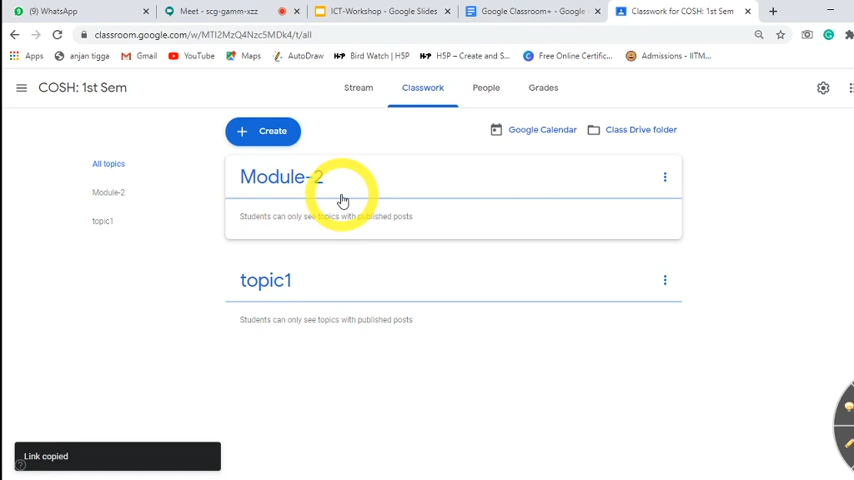 (9) WhatsApp
Meet - scg-gamm-xzz
ICT-Workshop - Google Slides
Google Classroom+ - Google
Classwork for COSH: 1st Sem
classroom.google.com/w/MTI2MzQ4Nzc5MDk4/t/all
Apps
anjan tigga
Gmail
YouTube
Maps
AutoDraw
H-P Bird Watch | H5P
H-P H5P – Create and S...
Free Online Certific...
Admissions - IITM...
COSH: 1st Sem
Stream
Classwork
People
Grades
Create
Google Calendar
Class Drive folder
All topics
Module-2
topic1
Module-2
Students can only see topics with published posts
topic1
Students can only see topics with published posts
Link copied